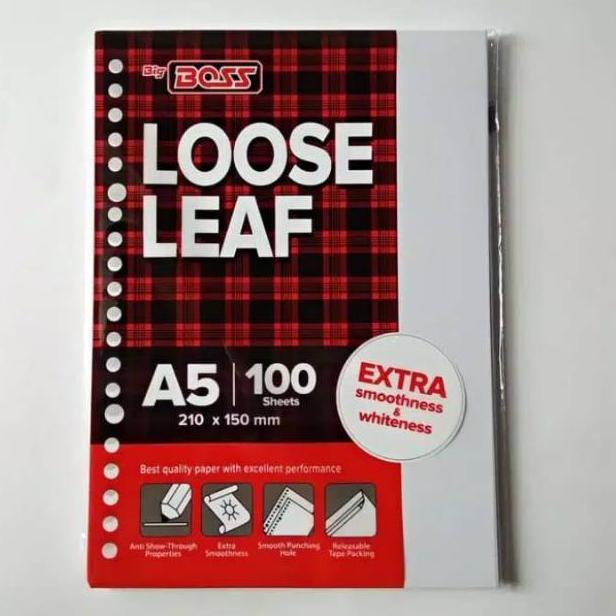 Big BOSS
LOOSE
LEAF
A5 | 100
Sheets
210 x 150 mm
EXTRA
smoothness
&
whiteness
Best quality paper with excellent performance
Anti Show-Through
Properties
Extra
Smoothness
Smooth Punching
Hole
Releasable
Tape Packing